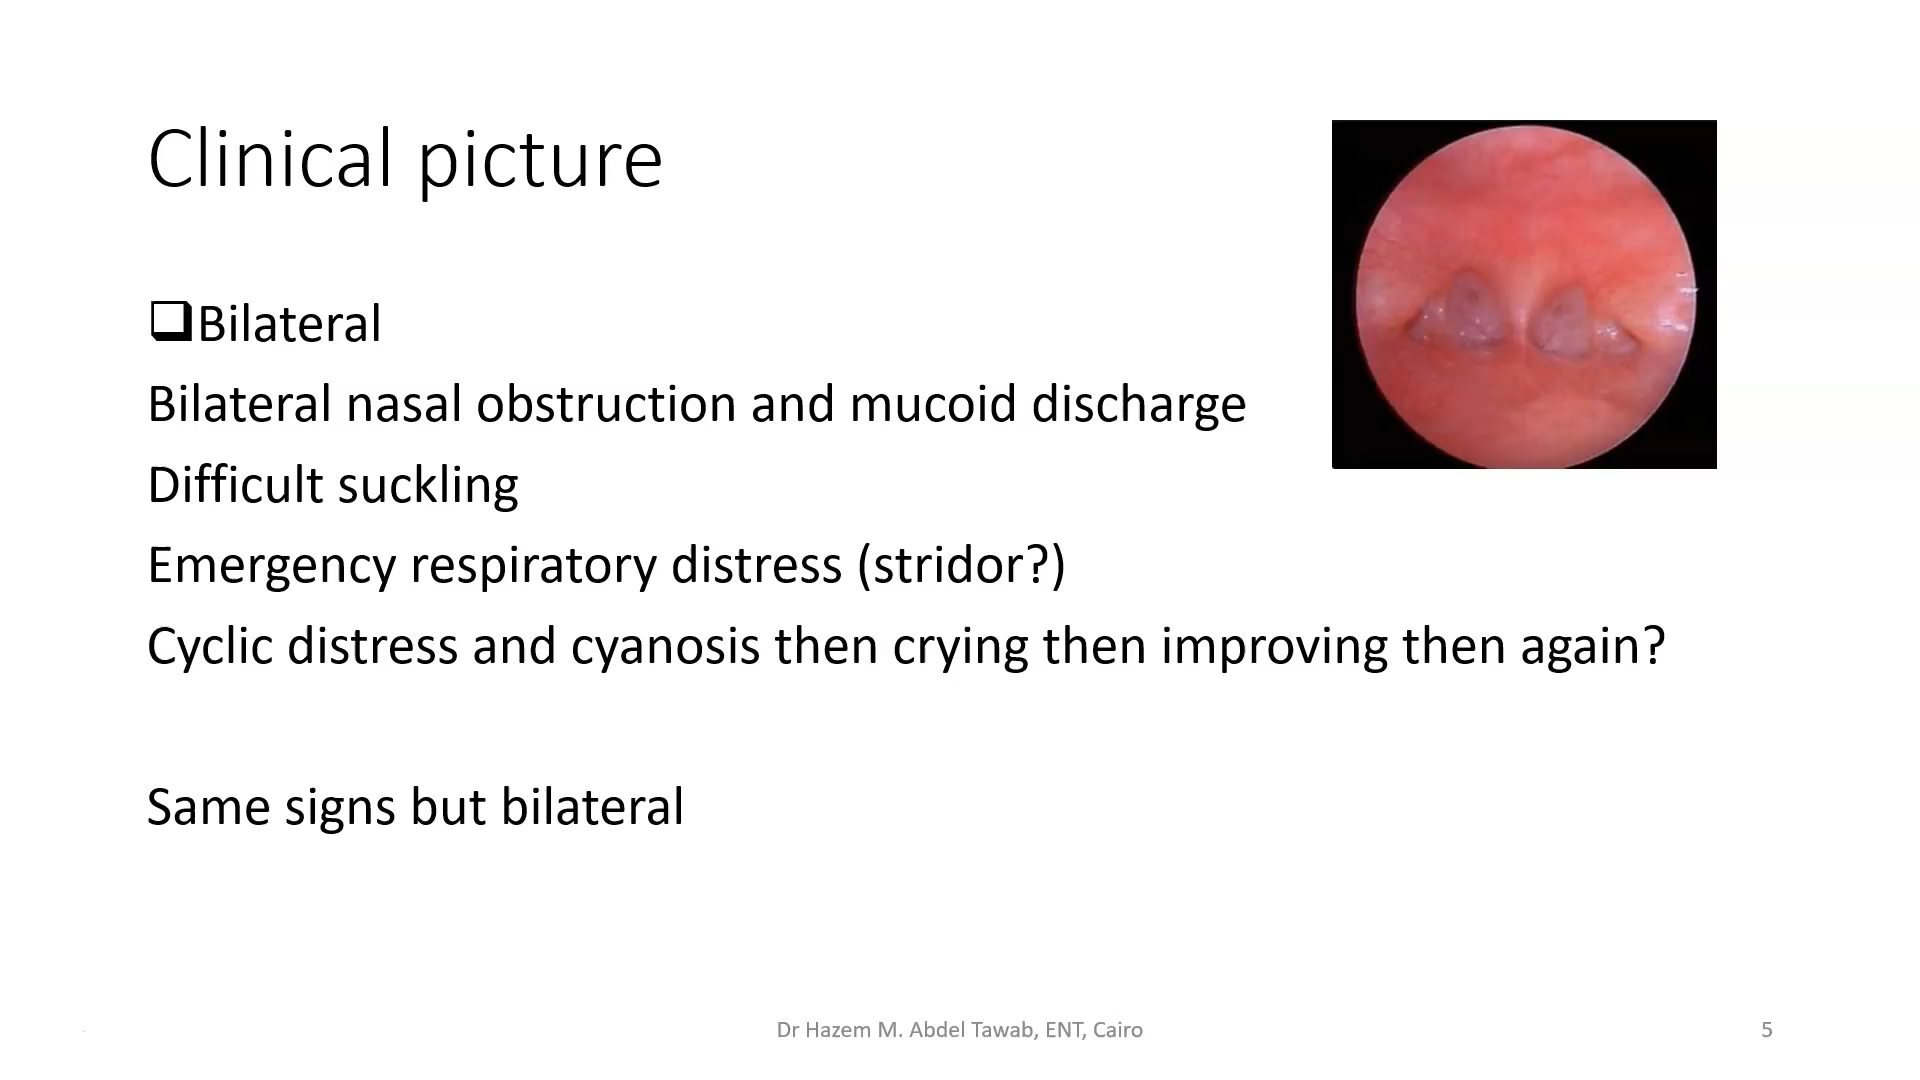 Clinical picture
❑Bilateral
Bilateral nasal obstruction and mucoid discharge
Difficult suckling
Emergency respiratory distress (stridor?)
Cyclic distress and cyanosis then crying then improving then again?
Same signs but bilateral
Dr Hazem M. Abdel Tawab, ENT, Cairo
5